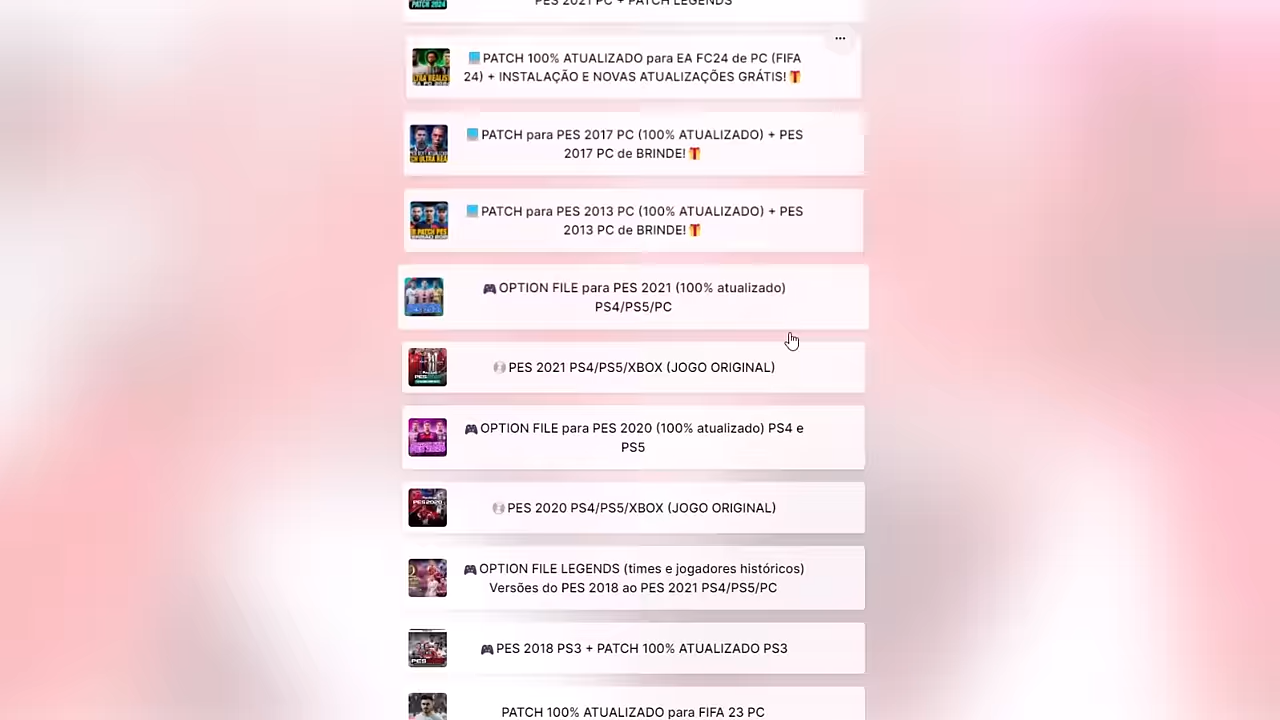 PATCH 2024
PES 2021 PC + PATCH LEGENDS
PATCH 100% ATUALIZADO para EA FC24 de PC (FIFA
24) + INSTALAÇÃO E NOVAS ATUALIZAÇÕES GRÁTIS!🎁
PATCH para PES 2017 PC (100% ATUALIZADO) + PES
2017 PC de BRINDE!🎁
PATCH para PES 2013 PC (100% ATUALIZADO) + PES
2013 PC de BRINDE!🎁
🎮OPTION FILE para PES 2021 (100% atualizado)
PS4/PS5/PC
PES 2021 PS4/PS5/XBOX (JOGO ORIGINAL)
🎮OPTION FILE para PES 2020 (100% atualizado) PS4 e
PS5
PES2020
PES 2020 PS4/PS5/XBOX (JOGO ORIGINAL)
🎮OPTION FILE LEGENDS (times e jogadores históricos)
Versões do PES 2018 ao PES 2021 PS4/PS5/PC
PES
🎮PES 2018 PS3 + PATCH 100% ATUALIZADO PS3
PATCH 100% ATUALIZADO para FIFA 23 PC